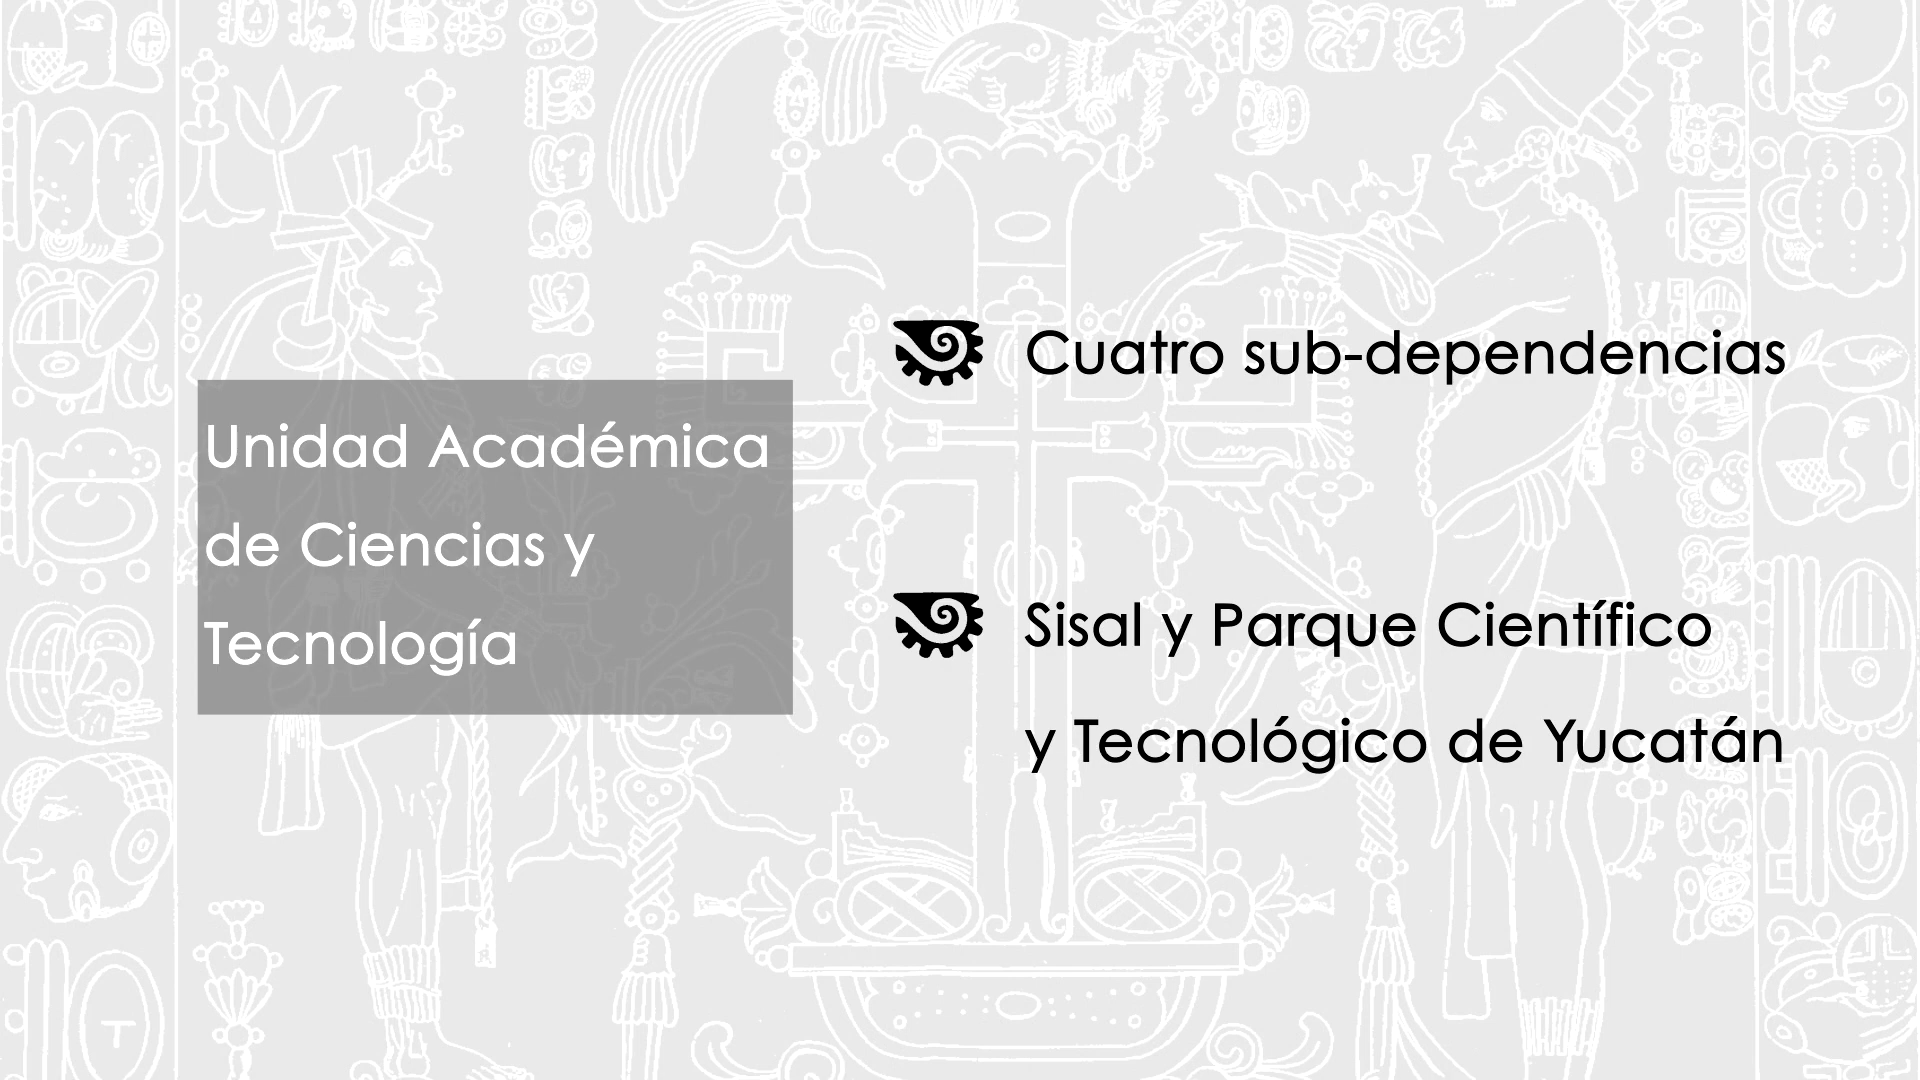 Unidad Académica
de Ciencias y
Tecnología
Cuatro sub-dependencias
Sisal y Parque Científico
y Tecnológico de Yucatán